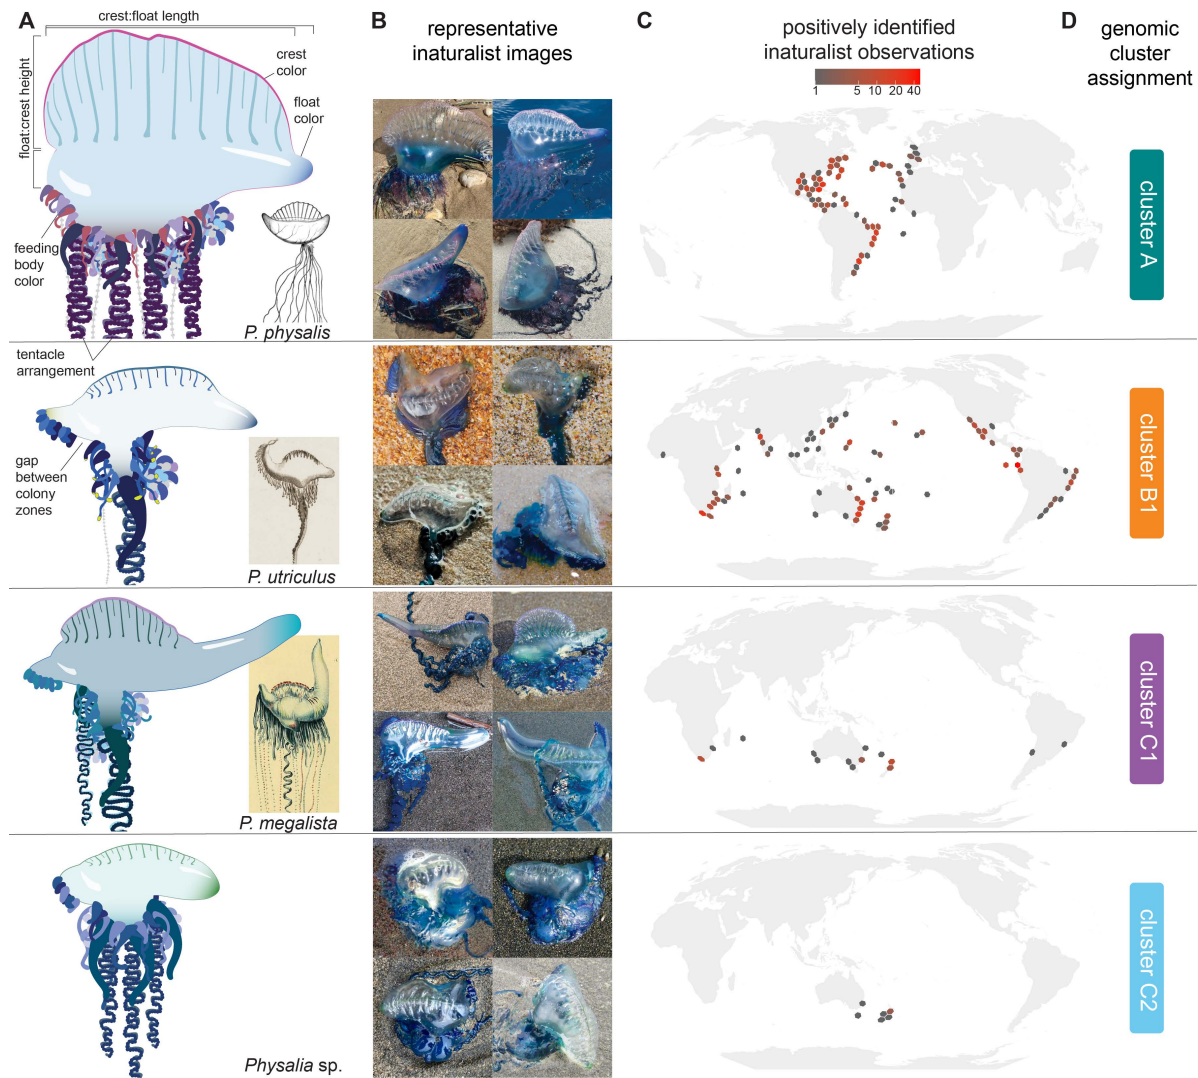 A
crest:float length
B
representative
inaturalist images
C
positively identified
inaturalist observations
1
5
10
20
40
D
genomic
cluster
assignment
float:crest height
crest
color
float
color
feeding
body
color
P. physalis
cluster A
tentacle
arrangement
gap
between
colony
zones
P. utriculus
cluster B1
P. megalista
cluster C1
Physalia sp.
cluster C2